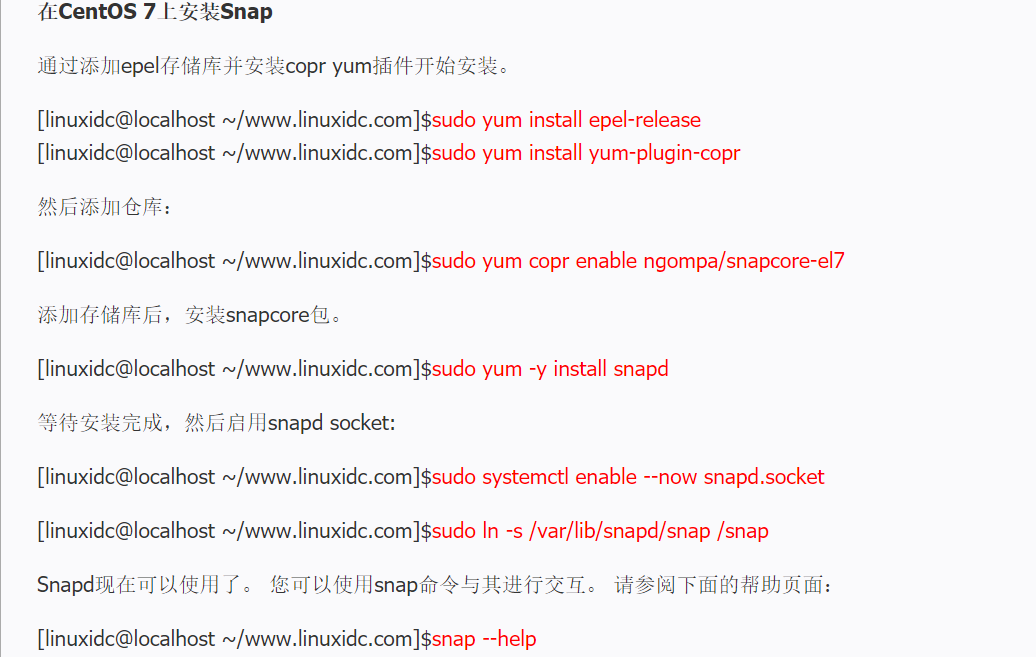 在CentOS 7上安装Snap
通过添加epel存储库并安装copr yum插件开始安装。
[linuxidc@localhost ~/www.linuxidc.com]$sudo yum install epel-release
[linuxidc@localhost ~/www.linuxidc.com]$sudo yum install yum-plugin-copr
然后添加仓库：
[linuxidc@localhost ~/www.linuxidc.com]$sudo yum copr enable ngompa/snapcore-el7
添加存储库后，安装snapcore包。
[linuxidc@localhost ~/www.linuxidc.com]$sudo yum -y install snapd
等待安装完成，然后启用snapd socket:
[linuxidc@localhost ~/www.linuxidc.com]$sudo systemctl enable --now snapd.socket
[linuxidc@localhost ~/www.linuxidc.com]$sudo ln -s /var/lib/snapd/snap /snap
Snapd现在可以使用了。 您可以使用snap命令与其进行交互。 请参阅下面的帮助页面：
[linuxidc@localhost ~/www.linuxidc.com]$snap --help